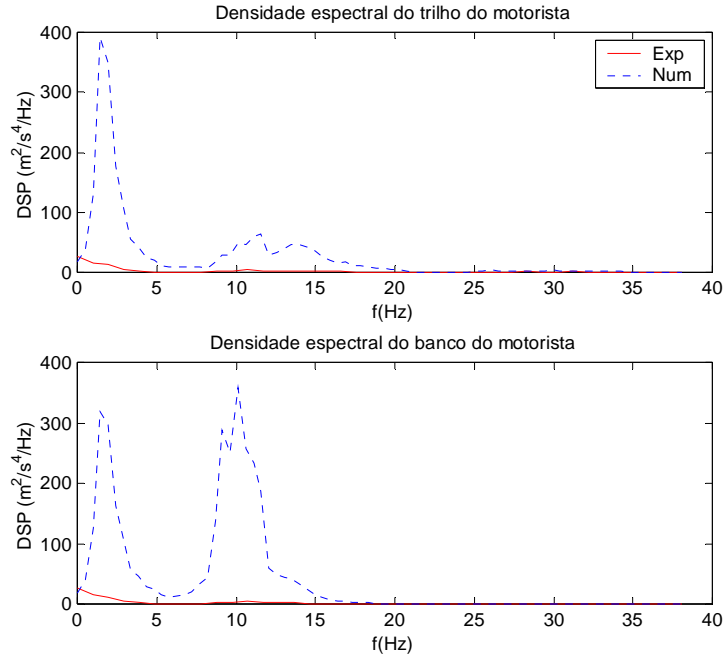 Densidade espectral do trilho do motorista
400
300
200
100
0
DSP (m²/s⁴/Hz)
Exp
Num
0 5 10 15 20 25 30 35 40
f(Hz)
Densidade espectral do banco do motorista
400
300
200
100
0
DSP (m²/s⁴/Hz)
0 5 10 15 20 25 30 35 40
f(Hz)